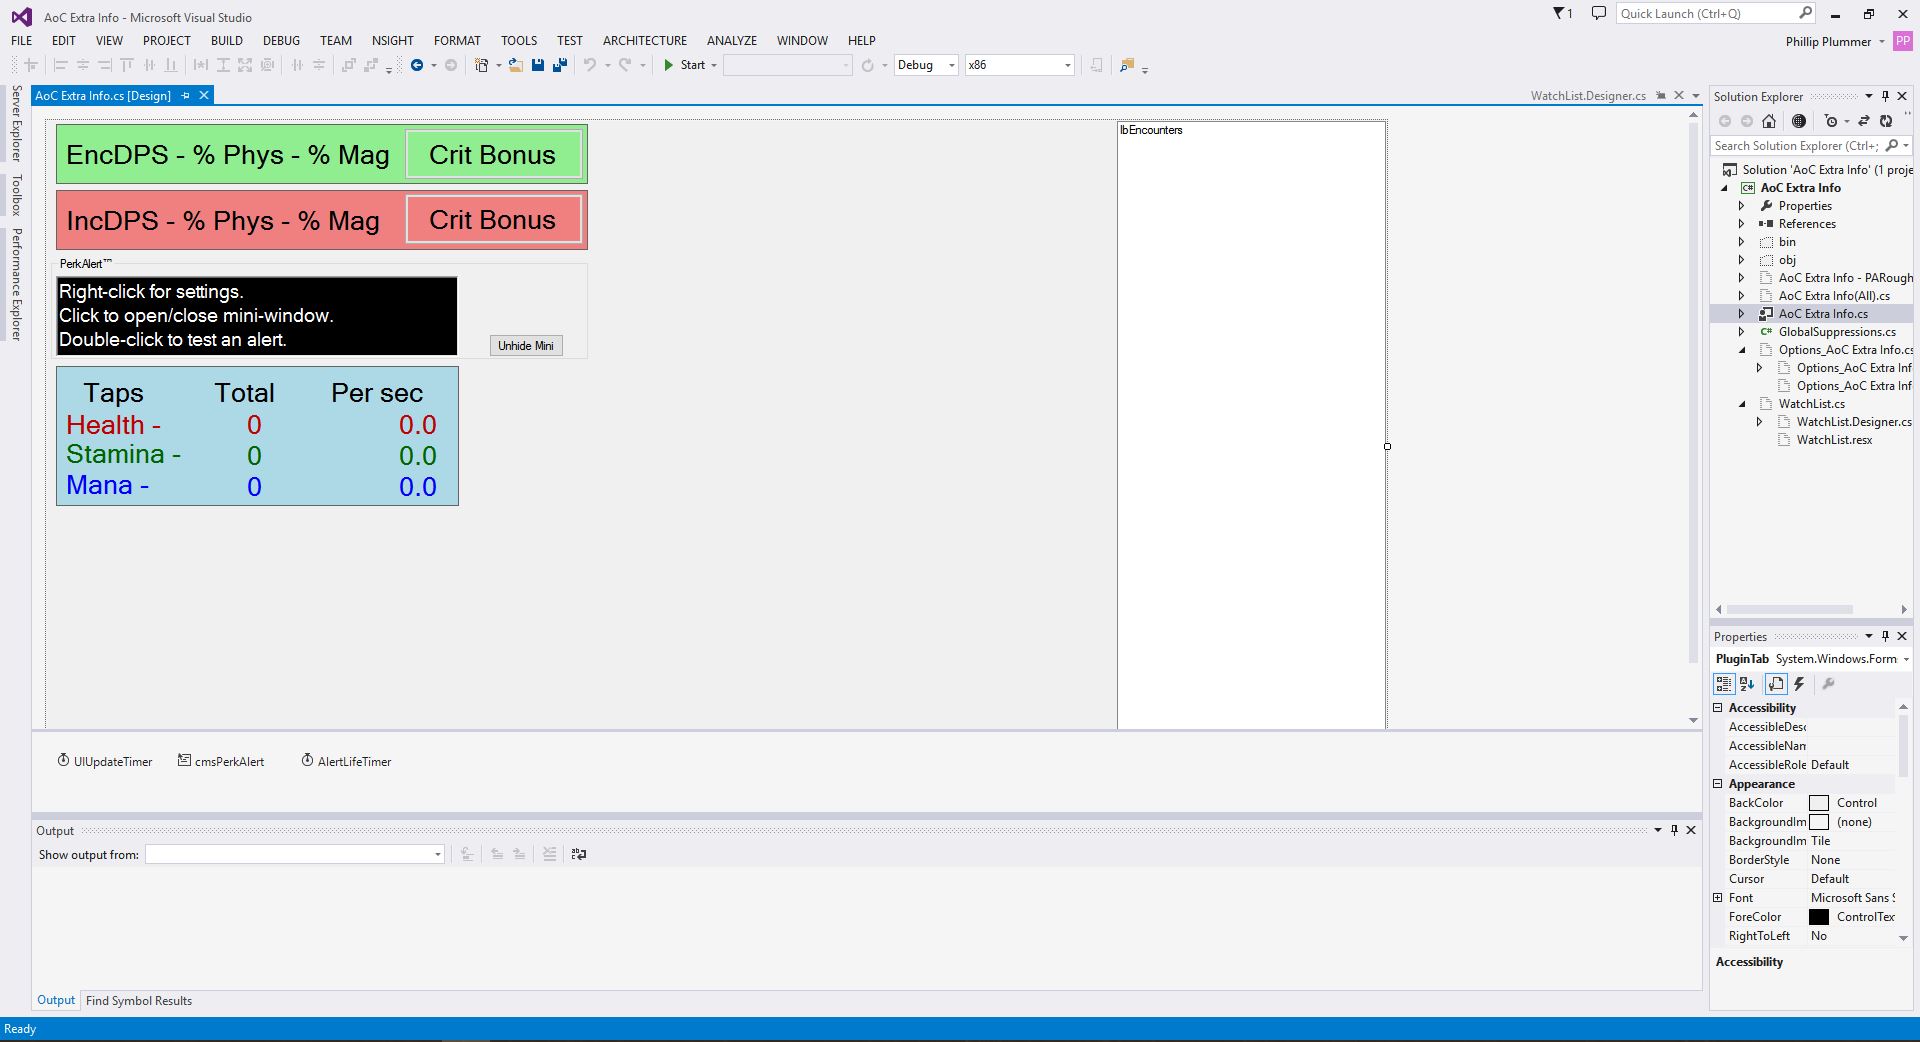 AoC Extra Info - Microsoft Visual Studio
1
Quick Launch (Ctrl+Q)
FILE EDIT VIEW PROJECT BUILD DEBUG TEAM NSIGHT FORMAT TOOLS TEST ARCHITECTURE ANALYZE WINDOW HELP
Phillip Plummer PP
Start Debug x86
Server Explorer
Toolbox
Performance Explorer
AoC Extra Info.cs [Design]
WatchList.Designer.cs
EncDPS - % Phys - % Mag Crit Bonus
IncDPS - % Phys - % Mag Crit Bonus
PerkAlert™
Right-click for settings.
Click to open/close mini-window.
Double-click to test an alert.
Unhide Mini
Taps Total Per sec
Health - 0 0.0
Stamina - 0 0.0
Mana - 0 0.0
lbEncounters
UIUpdateTimer cmsPerkAlert AlertLifeTimer
Output
Show output from:
Output Find Symbol Results
Ready
Solution Explorer
Search Solution Explorer (Ctrl+;
Solution 'AoC Extra Info' (1 proje
C# AoC Extra Info
Properties
References
bin
obj
AoC Extra Info - PARough
AoC Extra Info(All).cs
AoC Extra Info.cs
C# GlobalSuppressions.cs
Options_AoC Extra Info.cs
Options_AoC Extra Inf
Options_AoC Extra Inf
WatchList.cs
WatchList.Designer.cs
WatchList.resx
Properties
PluginTab System.Windows.Form
Accessibility
AccessibleDesc
AccessibleNam
AccessibleRole Default
Appearance
BackColor Control
BackgroundIm (none)
BackgroundIm Tile
BorderStyle None
Cursor Default
Font Microsoft Sans S
ForeColor ControlTex
RightToLeft No
Accessibility